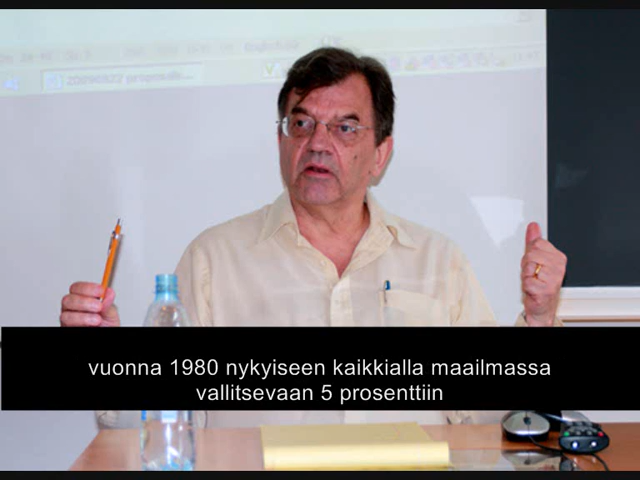 vuonna 1980 nykyiseen kaikkialla maailmassa
vallitsevaan 5 prosenttiin